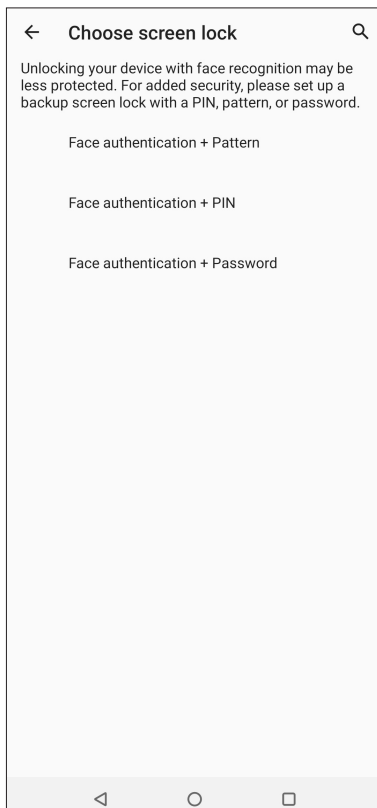 Choose screen lock
Unlocking your device with face recognition may be
less protected. For added security, please set up a
backup screen lock with a PIN, pattern, or password.
Face authentication + Pattern
Face authentication + PIN
Face authentication + Password